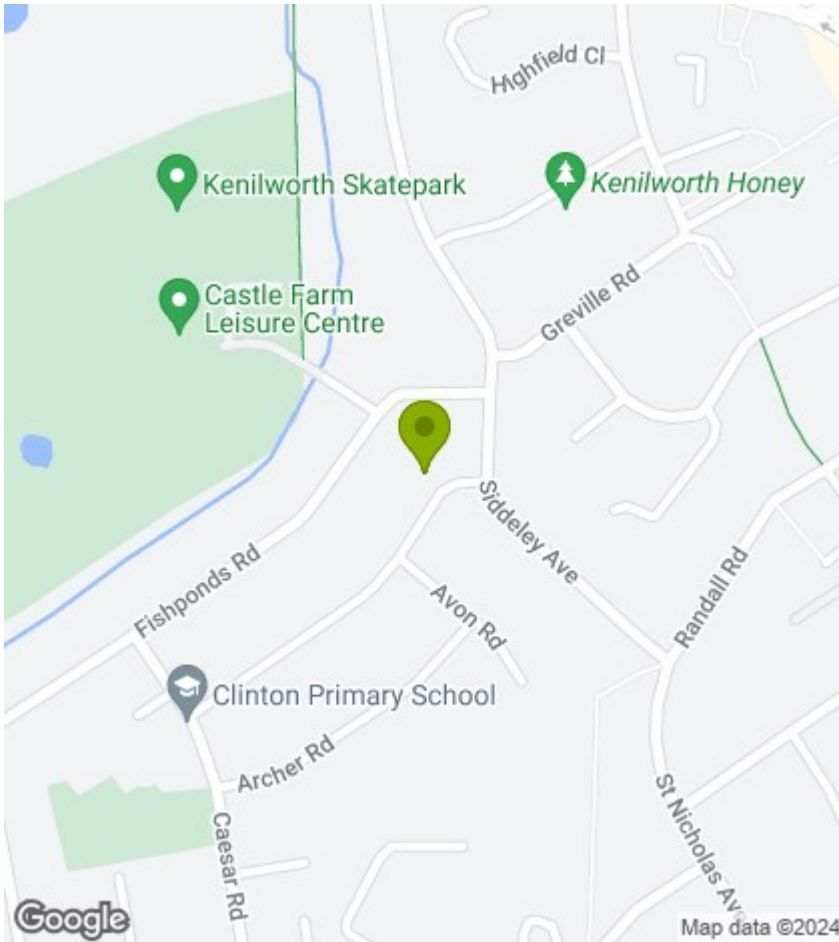 Highfield Cl
Kenilworth Skatepark
Kenilworth Honey
Castle Farm
Leisure Centre
Greville Rd
Siddeley Ave
Fishponds Rd
Avon Rd
Randall Rd
Clinton Primary School
Archer Rd
St Nicholas Ave
Caesar Rd
Google
Map data ©2024